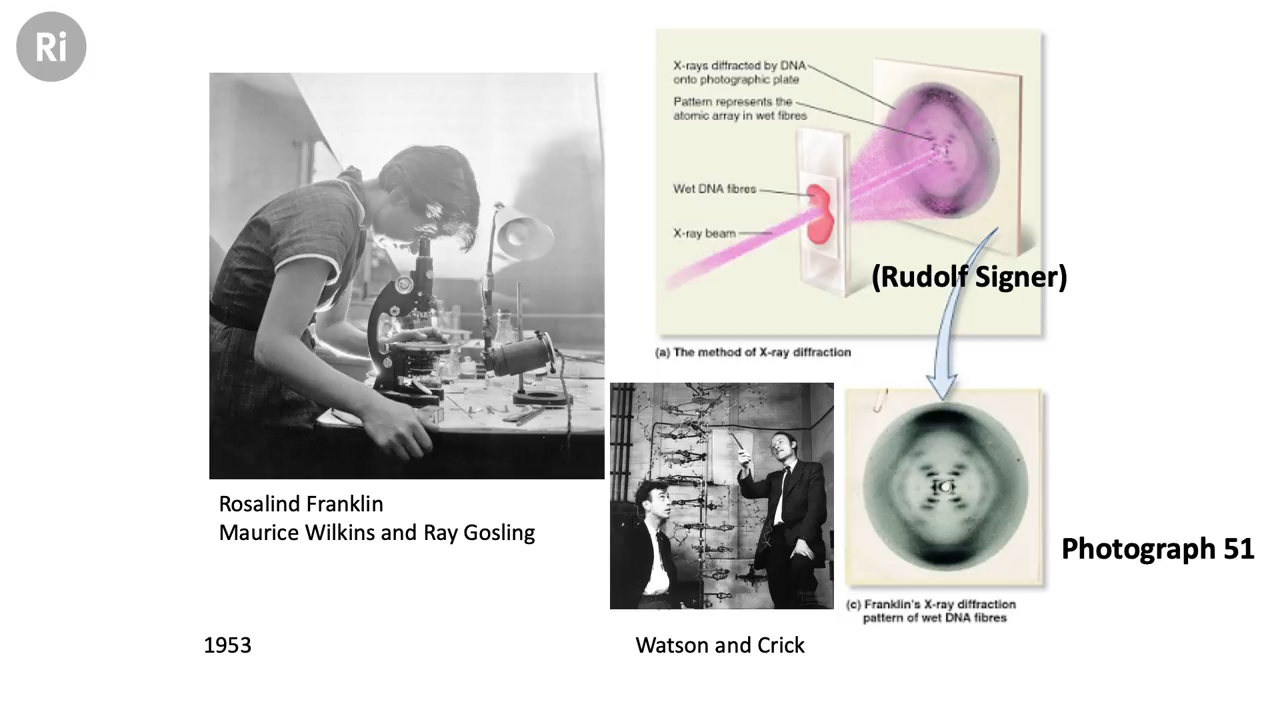 Ri
X-rays diffracted by DNA
onto photographic plate
Pattern represents the
atomic array in wet fibres
Wet DNA fibres
X-ray beam
(Rudolf Signer)
(a) The method of X-ray diffraction
Rosalind Franklin
Maurice Wilkins and Ray Gosling
Photograph 51
(c) Franklin's X-ray diffraction
pattern of wet DNA fibres
1953
Watson and Crick